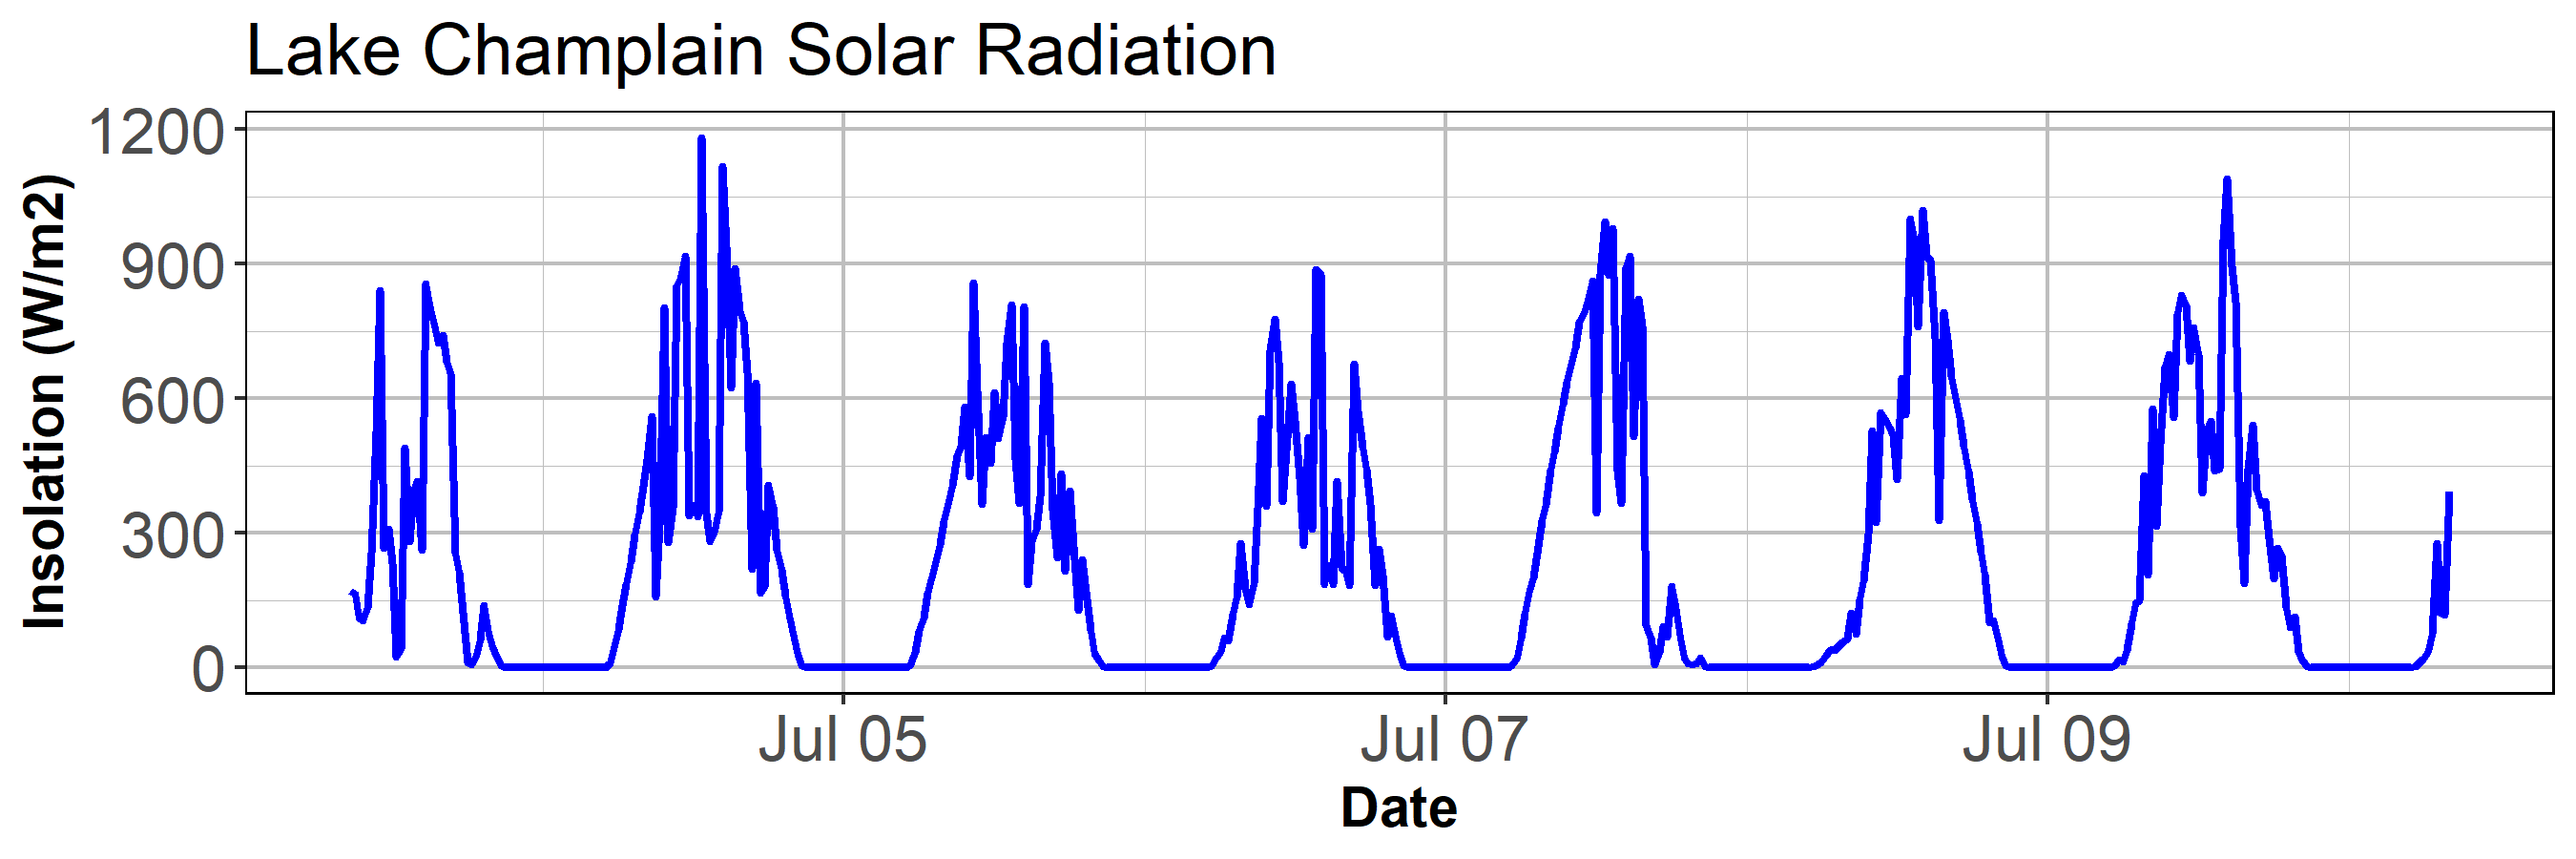 Lake Champlain Solar Radiation
Insolation (W/m2)
1200
900
600
300
0
Jul 05
Jul 07
Jul 09
Date